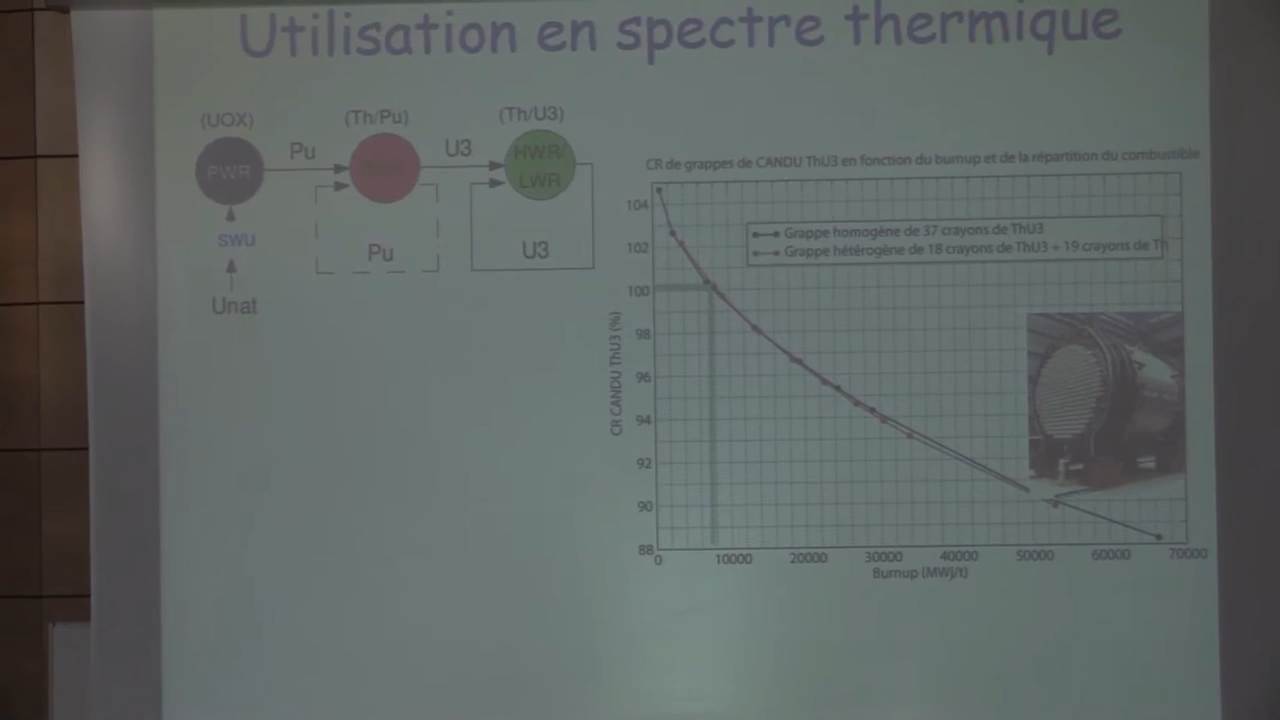 Utilisation en spectre thermique
(UOX)
(Th/Pu)
(Th/U3)
Pu
U3
PWR
HWR/
LWR
SWU
Pu
U3
Unat
CR de grappes de CANDU ThU3 en fonction du burnup et de la répartition du combustible
Grappe homogène de 37 crayons de ThU3
Grappe hétérogène de 18 crayons de ThU3 + 19 crayons de Th
CR CANDU ThU3 (%)
104
102
100
98
96
94
92
90
88
0 10000 20000 30000 40000 50000 60000 70000
Burnup (MWj/t)